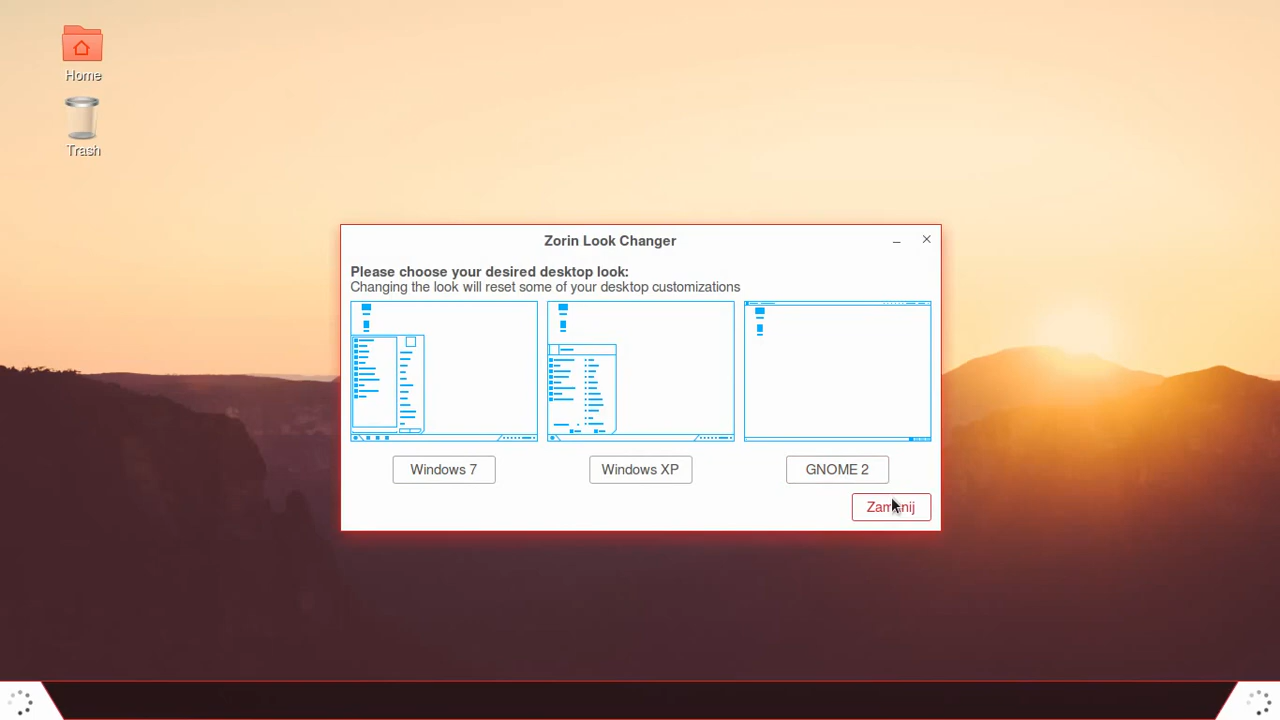 Home
Trash
Zorin Look Changer
Please choose your desired desktop look:
Changing the look will reset some of your desktop customizations
Windows 7
Windows XP
GNOME 2